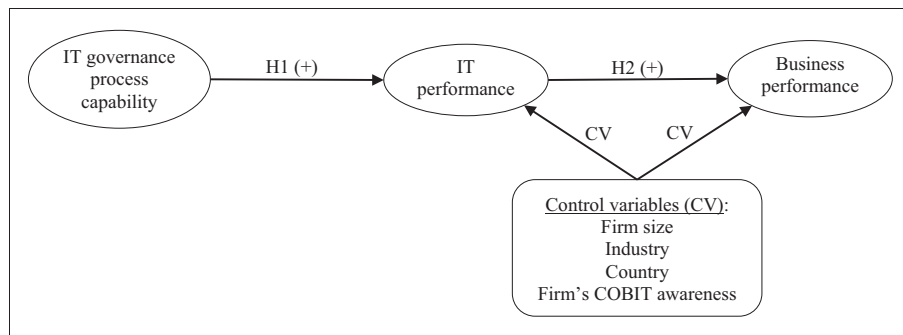 IT governance
process
capability
H1 (+)
IT
performance
H2 (+)
Business
performance
CV
CV
Control variables (CV):
Firm size
Industry
Country
Firm's COBIT awareness